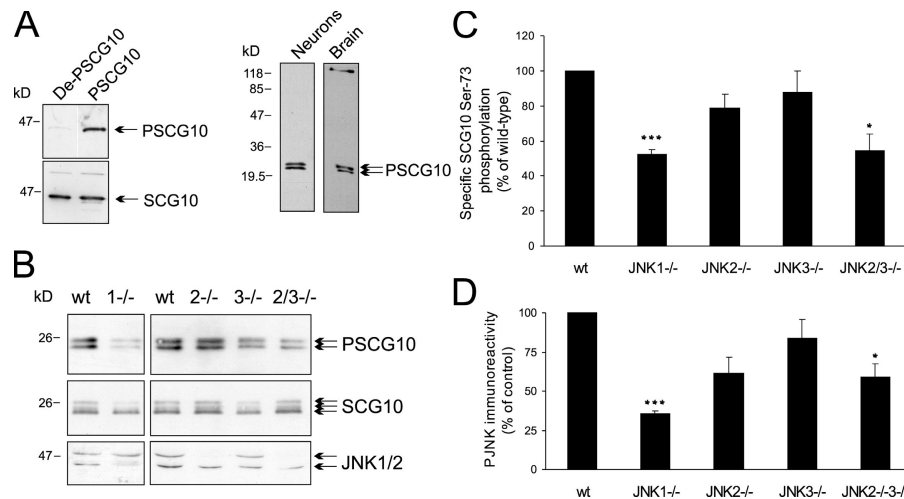 A
De-PSCG10
PSCG10
kD
47
PSCG10
47
SCG10
Neurons
Brain
kD
118
85
47
36
19.5
PSCG10
B
kD
wt 1-/- wt 2-/- 3-/- 2/3-/-
26
PSCG10
26
SCG10
47
JNK1/2
C
Specific SCG10 Ser-73
phosphorylation
(% of wild-type)
120
100
80
60
40
20
0
***
*
wt JNK1-/- JNK2-/- JNK3-/- JNK2/3-/-
D
PJNK immunoreactivity
(% of control)
100
75
50
25
0
***
*
wt JNK1-/- JNK2-/- JNK3-/- JNK2-/-3-/-